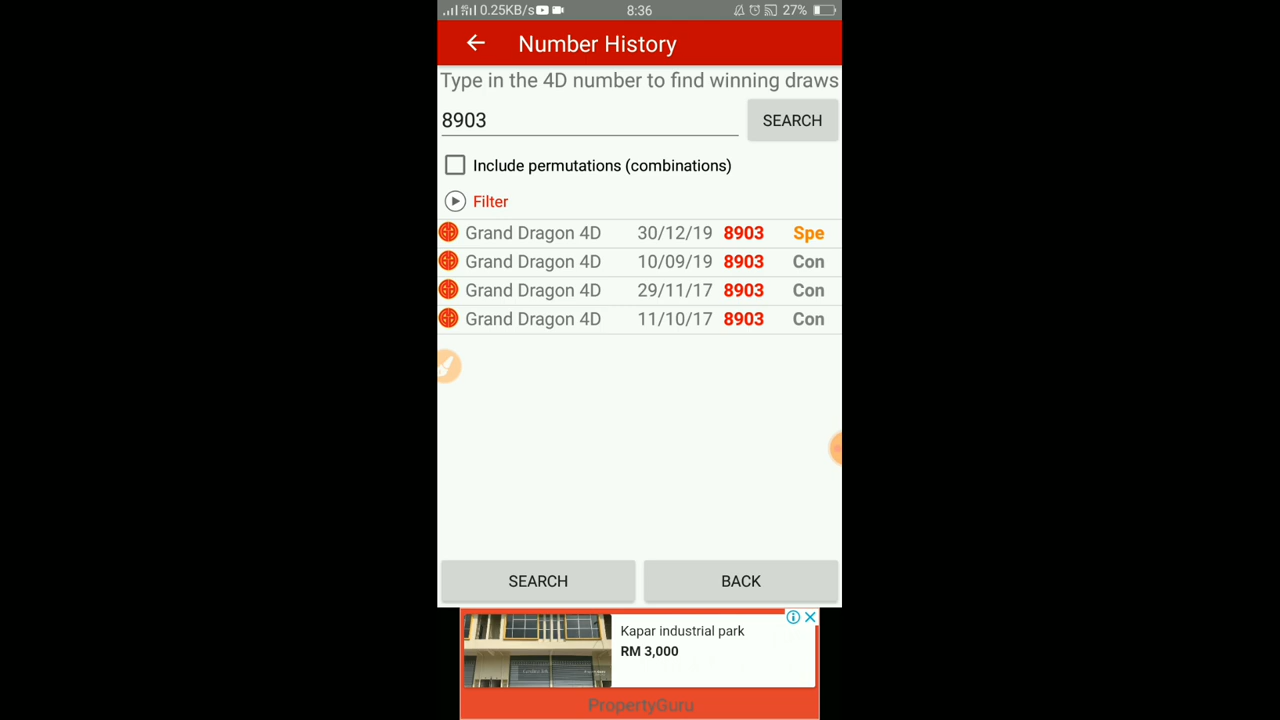 0.25KB/s 8:36 27%
Number History
Type in the 4D number to find winning draws
8903 SEARCH
Include permutations (combinations)
Filter
Grand Dragon 4D 30/12/19 8903 Spe
Grand Dragon 4D 10/09/19 8903 Con
Grand Dragon 4D 29/11/17 8903 Con
Grand Dragon 4D 11/10/17 8903 Con
SEARCH BACK
Kapar industrial park
RM 3,000
PropertyGuru